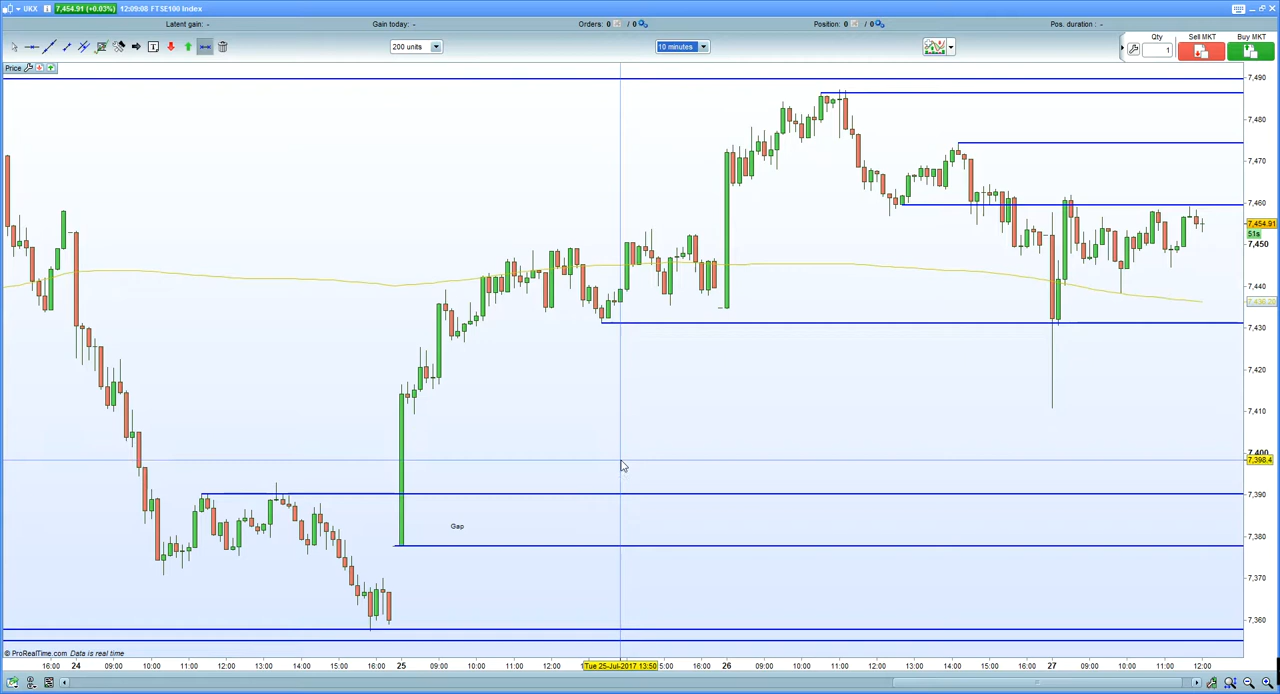 UKX 7,454.91 (+0.03%) 12:09:08 FTSE100 Index
Latent gain: - Gain today: - Orders: 0 / 0 Position: 0 / 0 Pos. duration : -
200 units 10 minutes Qty 1 Sell MKT Buy MKT
Price
7,490
7,480
7,470
7,460
7,454.91
51s
7,450
7,440
7,436.20
7,430
7,420
7,410
7,400
7,398.4
7,390
Gap
7,380
7,370
7,360
© ProRealTime.com Data is real time
16:00 24 09:00 10:00 11:00 12:00 13:00 14:00 15:00 16:00 25 09:00 10:00 11:00 12:00 Tue 25-Jul-2017 13:50 5:00 16:00 26 09:00 10:00 11:00 12:00 13:00 14:00 15:00 16:00 27 09:00 10:00 11:00 12:00